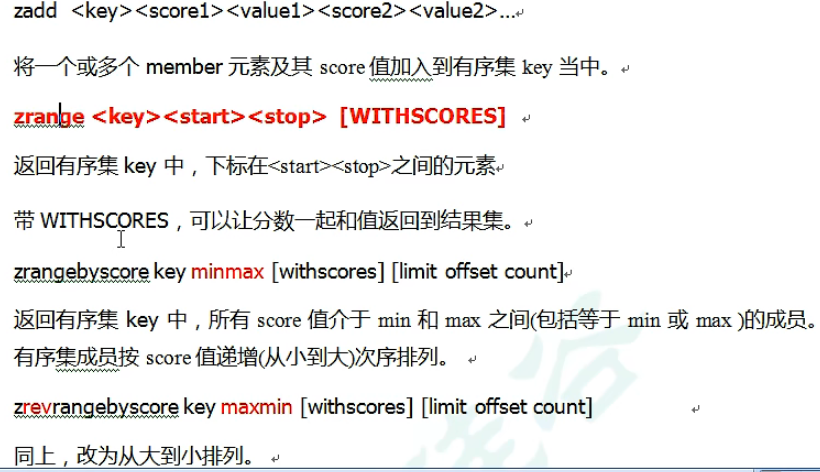 zadd <key><score1><value1><score2><value2>...
将一个或多个 member 元素及其 score 值加入到有序集 key 当中。
zrange <key><start><stop> [WITHSCORES]
返回有序集 key 中，下标在<start><stop>之间的元素
带 WITHSCORES，可以让分数一起和值返回到结果集。
zrangebyscore key minmax [withscores] [limit offset count]
返回有序集 key 中，所有 score 值介于 min 和 max 之间(包括等于 min 或 max )的成员。
有序集成员按 score 值递增(从小到大)次序排列。
zrevrangebyscore key maxmin [withscores] [limit offset count]
同上，改为从大到小排列。